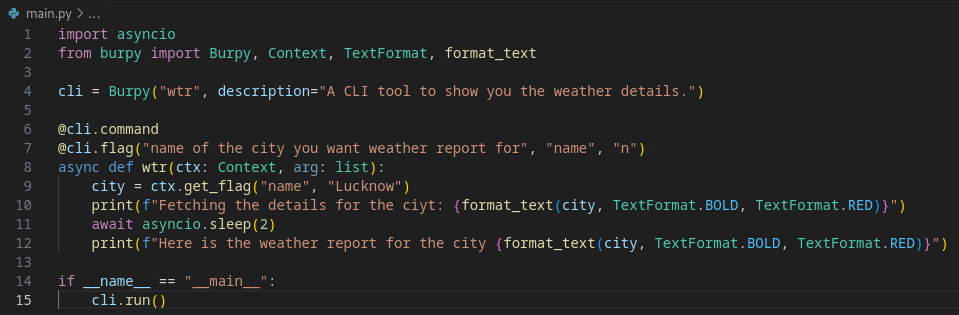 main.py > ...
1 import asyncio
2 from burpy import Burpy, Context, TextFormat, format_text
3
4 cli = Burpy("wtr", description="A CLI tool to show you the weather details.")
5
6 @cli.command
7 @cli.flag("name of the city you want weather report for", "name", "n")
8 async def wtr(ctx: Context, arg: list):
9     city = ctx.get_flag("name", "Lucknow")
10     print(f"Fetching the details for the ciyt: {format_text(city, TextFormat.BOLD, TextFormat.RED)}")
11     await asyncio.sleep(2)
12     print(f"Here is the weather report for the city {format_text(city, TextFormat.BOLD, TextFormat.RED)}")
13
14 if __name__ == "__main__":
15     cli.run()